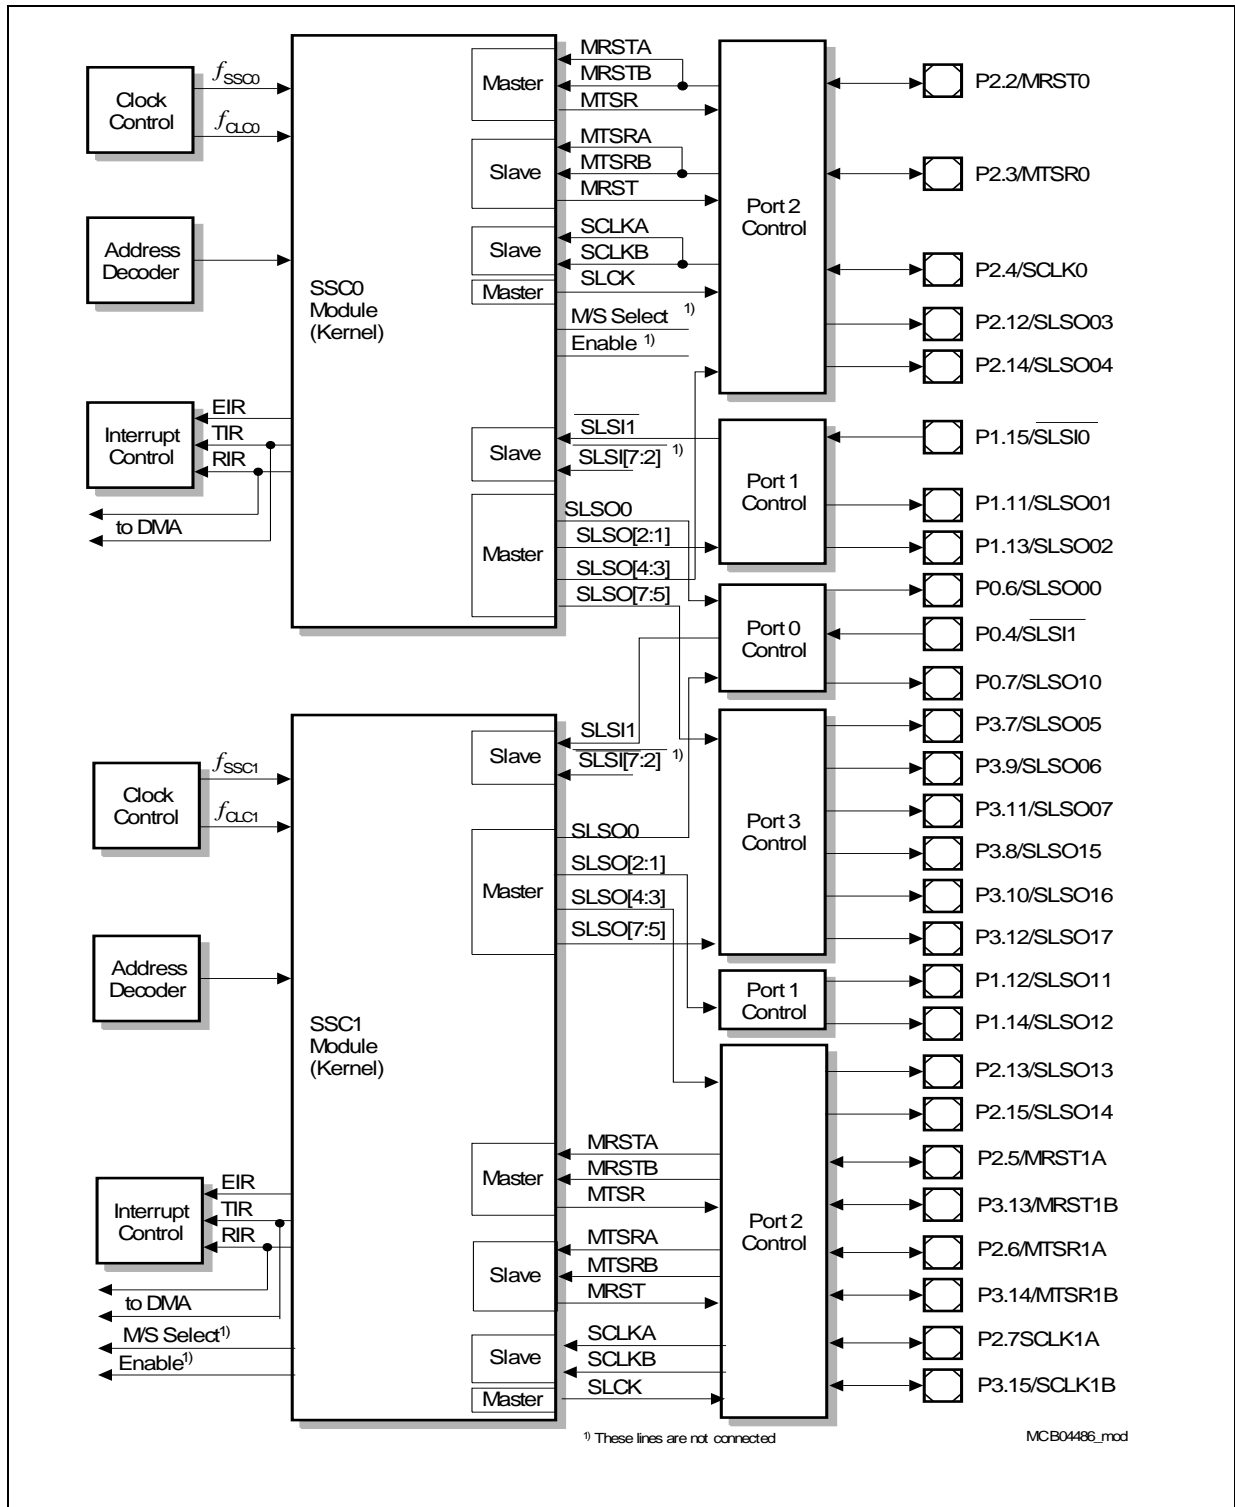 Clock
Control
fSSC0
fCLC0
Address
Decoder
Interrupt
Control
EIR
TIR
RIR
to DMA
SSC0
Module
(Kernel)
Master
MRSTA
MRSTB
MTSR
Slave
MTSRA
MTSRB
MRST
Slave
SCLKA
SCLKB
Master
SLCK
M/S Select 1)
Enable 1)
Slave
SLSI1
SLSI[7:2] 1)
Master
SLSO0
SLSO[2:1]
SLSO[4:3]
SLSO[7:5]
Port 2
Control
P2.2/MRST0
P2.3/MTSR0
P2.4/SCLK0
P2.12/SLSO03
P2.14/SLSO04
Port 1
Control
P1.15/SLSI0
P1.11/SLSO01
P1.13/SLSO02
Port 0
Control
P0.6/SLSO00
P0.4/SLSI1
P0.7/SLSO10
Port 3
Control
P3.7/SLSO05
P3.9/SLSO06
P3.11/SLSO07
P3.8/SLSO15
P3.10/SLSO16
P3.12/SLSO17
Port 1
Control
P1.12/SLSO11
P1.14/SLSO12
Port 2
Control
P2.13/SLSO13
P2.15/SLSO14
P2.5/MRST1A
P3.13/MRST1B
P2.6/MTSR1A
P3.14/MTSR1B
P2.7SCLK1A
P3.15/SCLK1B
Clock
Control
fSSC1
fCLC1
Address
Decoder
Interrupt
Control
EIR
TIR
RIR
to DMA
M/S Select1)
Enable1)
SSC1
Module
(Kernel)
Slave
SLSI1
SLSI[7:2] 1)
Master
SLSO0
SLSO[2:1]
SLSO[4:3]
SLSO[7:5]
Master
MRSTA
MRSTB
MTSR
Slave
MTSRA
MTSRB
MRST
Slave
SCLKA
SCLKB
Master
SLCK
1) These lines are not connected
MCB04486_mod